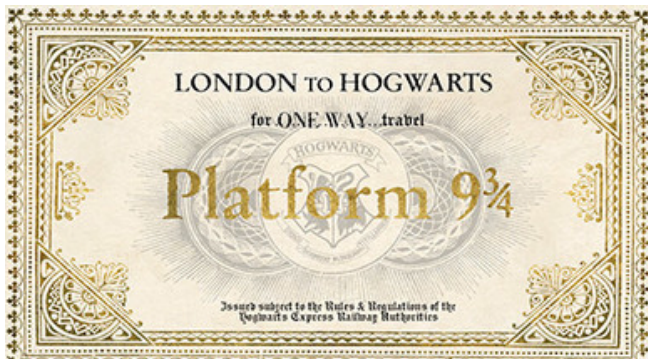 LONDON TO HOGWARTS
for ONE WAY...travel
HOGWARTS
Platform 9¾
Issued subject to the Rules & Regulations of the
Hogwarts Express Railway Authorities